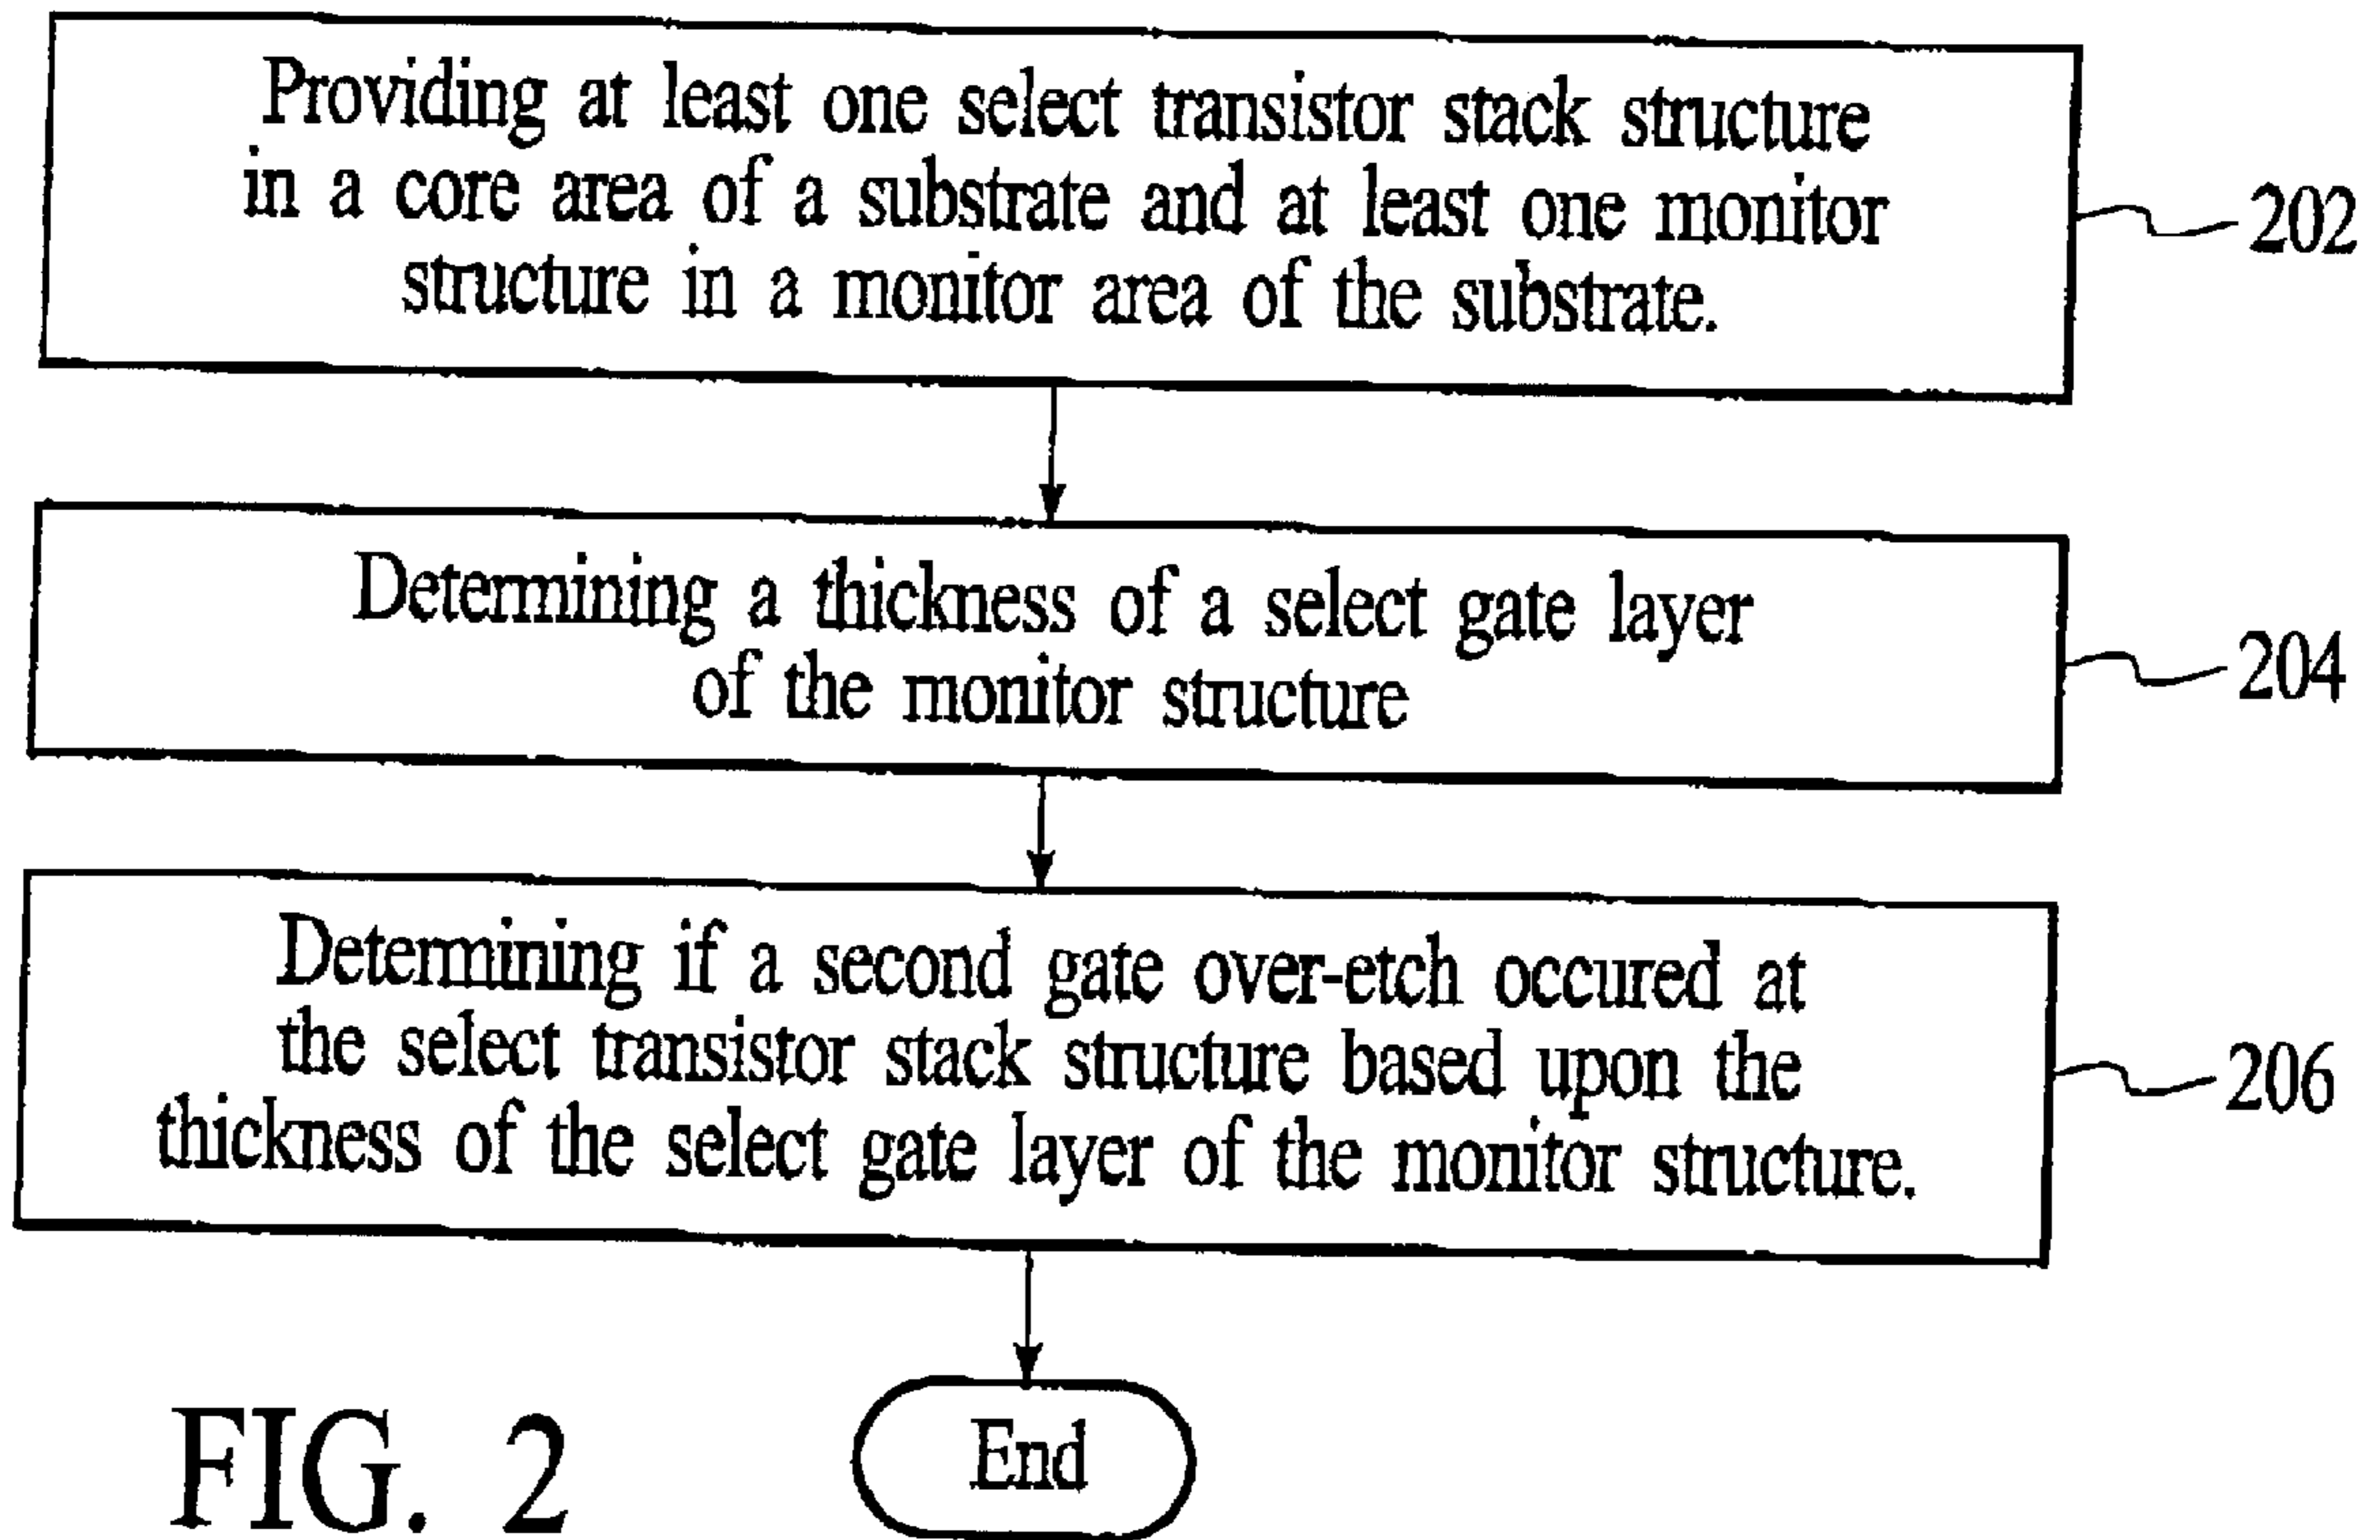 Providing at least one select transistor stack structure
in a core area of a substrate and at least one monitor
structure in a monitor area of the substrate.
202
Determining a thickness of a select gate layer
of the monitor structure
204
Determining if a second gate over-etch occured at
the select transistor stack structure based upon the
thickness of the select gate layer of the monitor structure.
206
End
FIG. 2